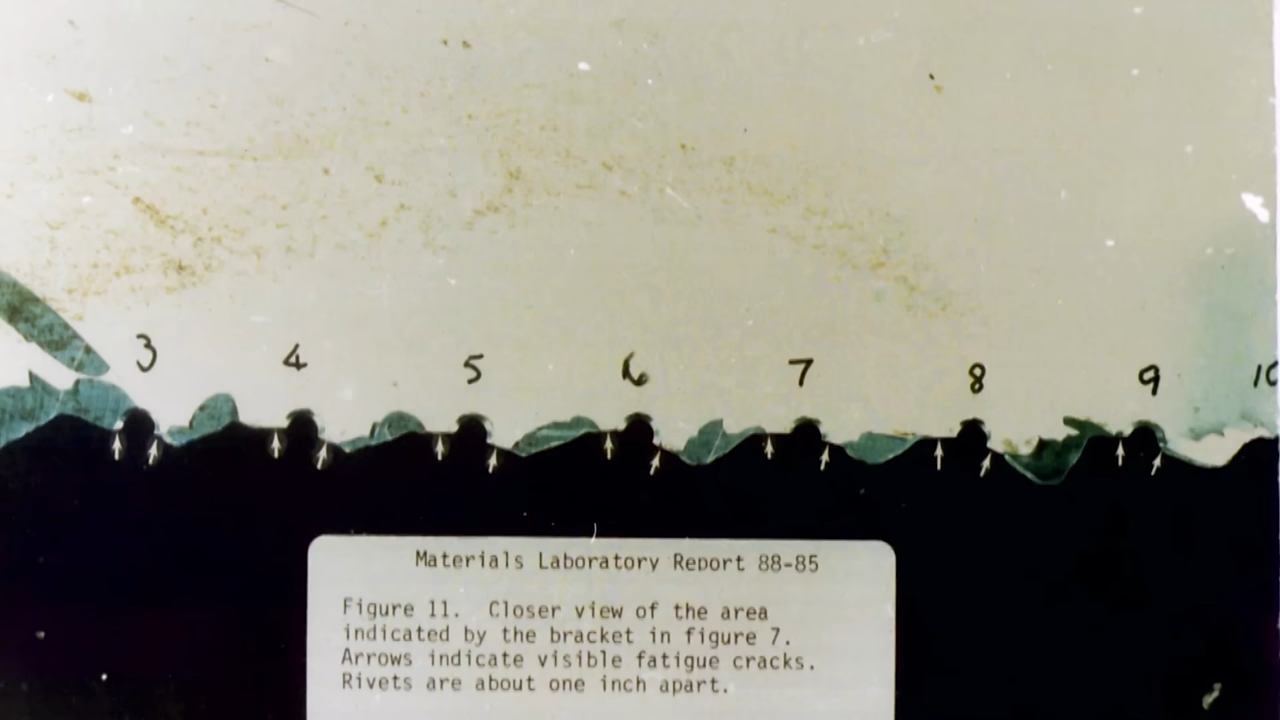 3 4 5 6 7 8 9 10
Materials Laboratory Report 88-85
Figure 11. Closer view of the area
indicated by the bracket in figure 7.
Arrows indicate visible fatigue cracks.
Rivets are about one inch apart.